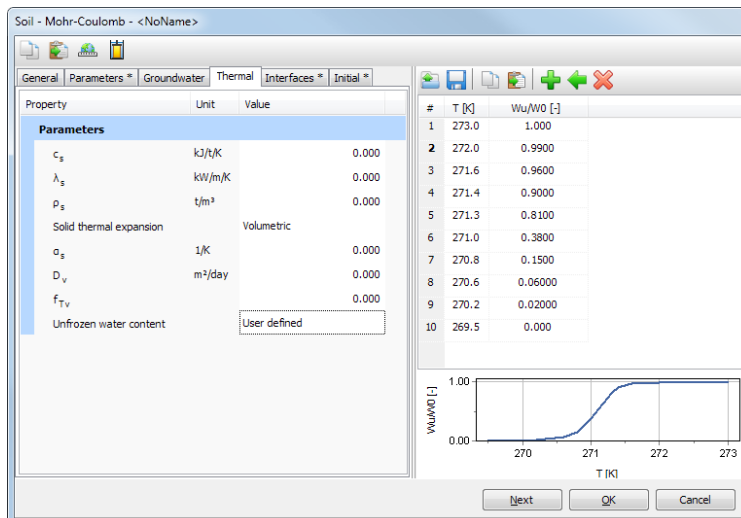 Soil - Mohr-Coulomb - <NoName>
General Parameters * Groundwater Thermal Interfaces * Initial *
Property Unit Value
Parameters
cs kJ/t/K 0.000
λs kW/m/K 0.000
ρs t/m³ 0.000
Solid thermal expansion Volumetric
αs 1/K 0.000
Dv m²/day 0.000
fTv 0.000
Unfrozen water content User defined
# T [K] Wu/W0 [-]
1 273.0 1.000
2 272.0 0.9900
3 271.6 0.9600
4 271.4 0.9000
5 271.3 0.8100
6 271.0 0.3800
7 270.8 0.1500
8 270.6 0.06000
9 270.2 0.02000
10 269.5 0.000
Wu/W0 [-]
1.00
0.00
270 271 272 273
T [K]
Next OK Cancel